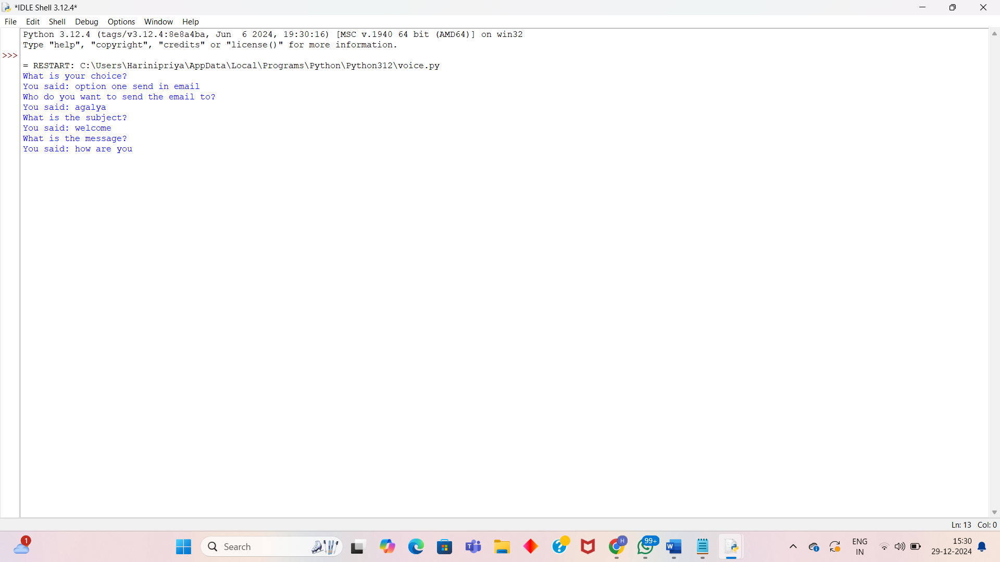 *IDLE Shell 3.12.4*
File Edit Shell Debug Options Window Help
Python 3.12.4 (tags/v3.12.4:8e8a4ba, Jun  6 2024, 19:30:16) [MSC v.1940 64 bit (AMD64)] on win32
Type "help", "copyright", "credits" or "license()" for more information.
>>>
= RESTART: C:\Users\Harinipriya\AppData\Local\Programs\Python\Python312\voice.py
What is your choice?
You said: option one send in email
Who do you want to send the email to?
You said: agalya
What is the subject?
You said: welcome
What is the message?
You said: how are you
Ln: 13 Col: 0
1
Search
H
99+
ENG
IN
15:30
29-12-2024